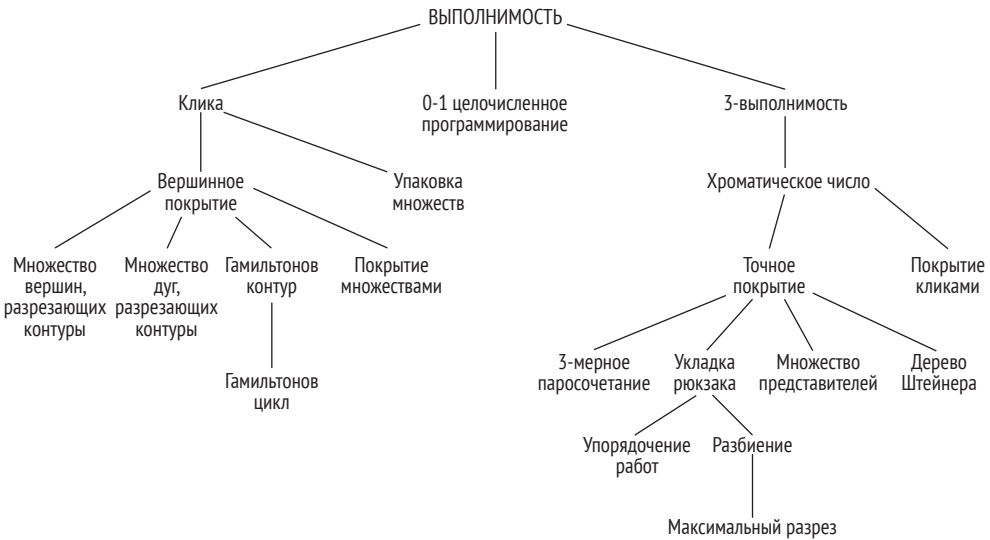 ВЫПОЛНИМОСТЬ
Клика
0-1 целочисленное
программирование
3-выполнимость
Вершинное
покрытие
Упаковка
множеств
Хроматическое число
Множество
вершин,
разрезающих
контуры
Множество
дуг,
разрезающих
контуры
Гамильтонов
контур
Покрытие
множествами
Точное
покрытие
Покрытие
кликами
Гамильтонов
цикл
3-мерное
паросочетание
Укладка
рюкзака
Множество
представителей
Дерево
Штейнера
Упорядочение
работ
Разбиение
Максимальный разрез